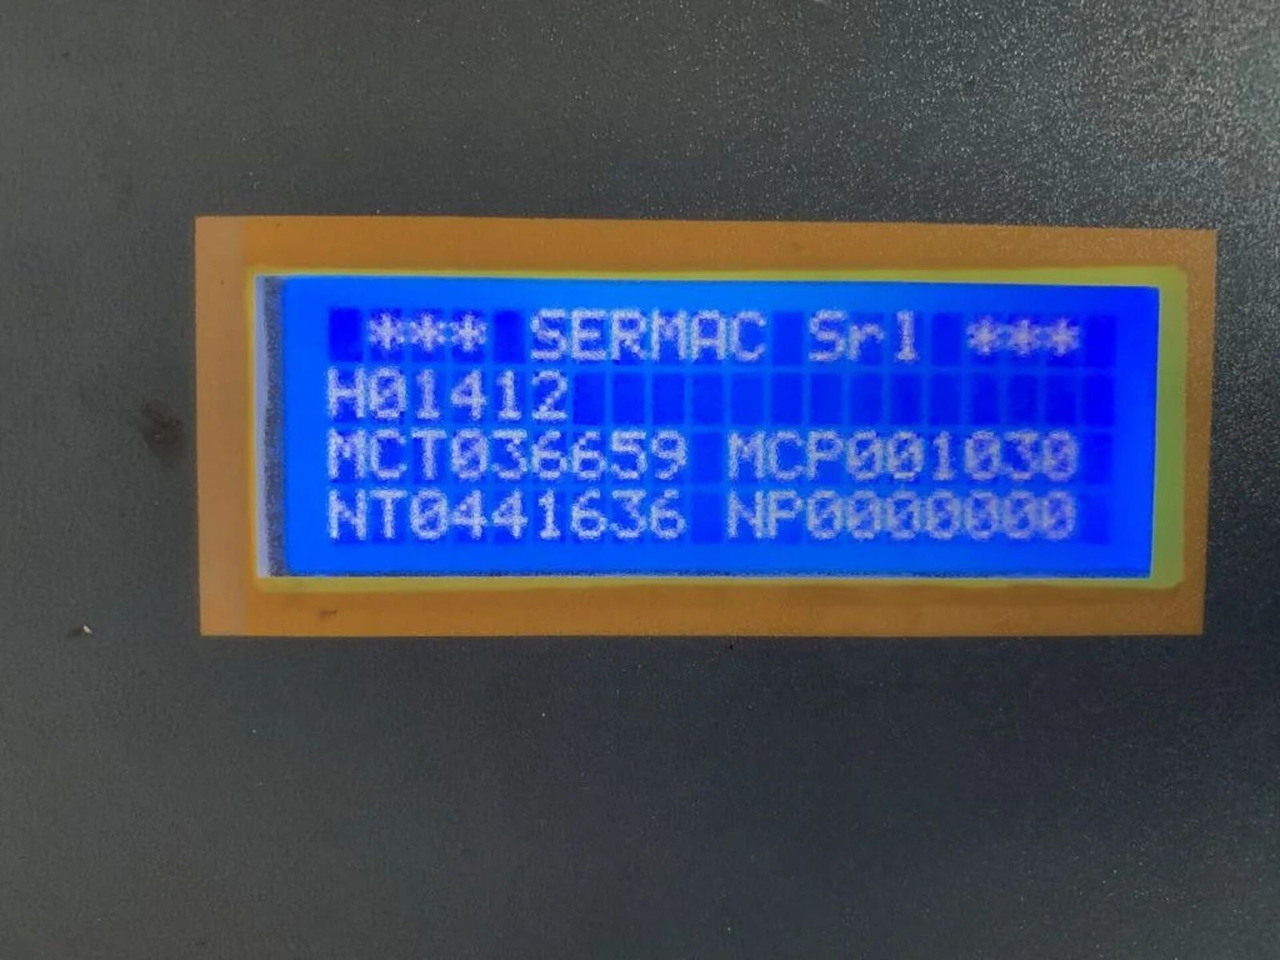 *** SERMAC Srl ***
H01412
MCT036659 MCP001030
NT0441636 NP0000000